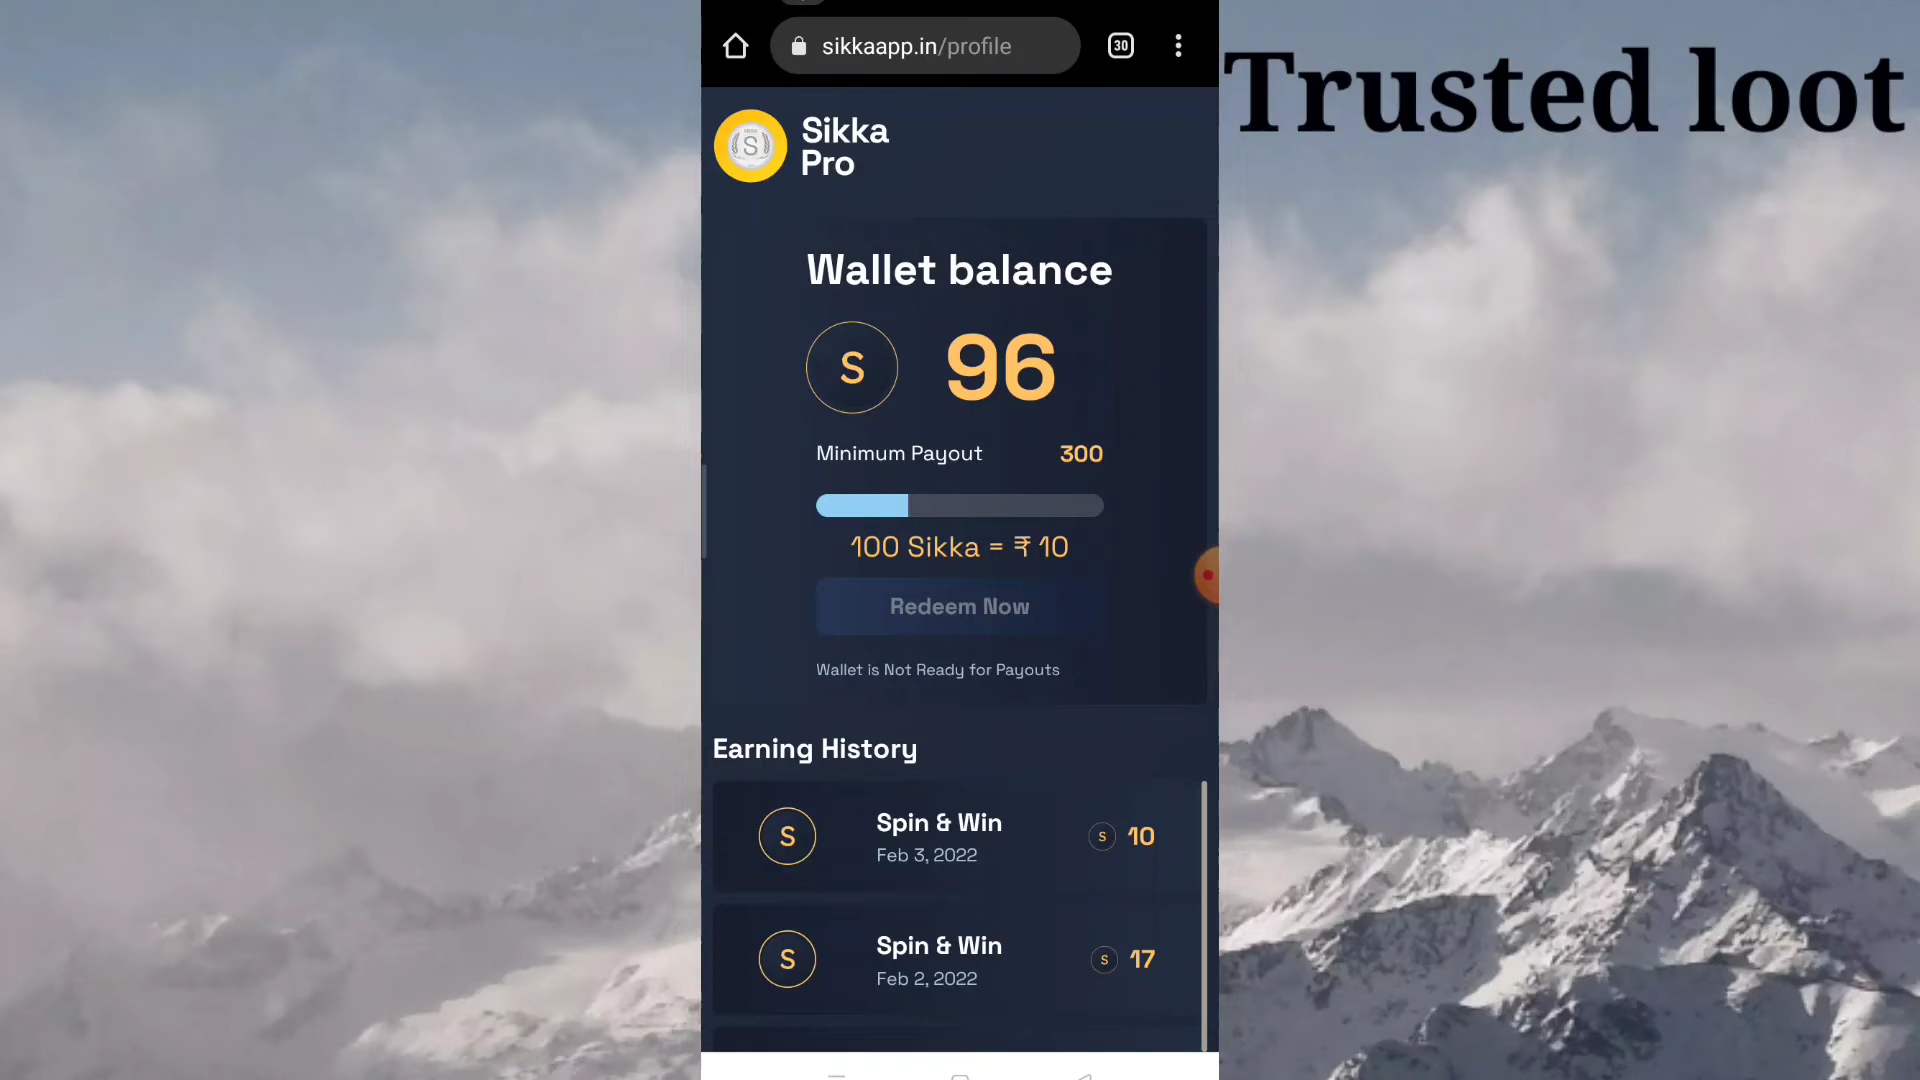 sikkaapp.in/profile
30
Trusted loot
S
Sikka
Pro
Wallet balance
S 96
Minimum Payout 300
100 Sikka = ₹ 10
Redeem Now
Wallet is Not Ready for Payouts
Earning History
S Spin & Win S 10
Feb 3, 2022
S Spin & Win S 17
Feb 2, 2022